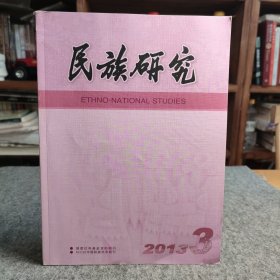 民族研究
ETHNO-NATIONAL STUDIES
2013·3